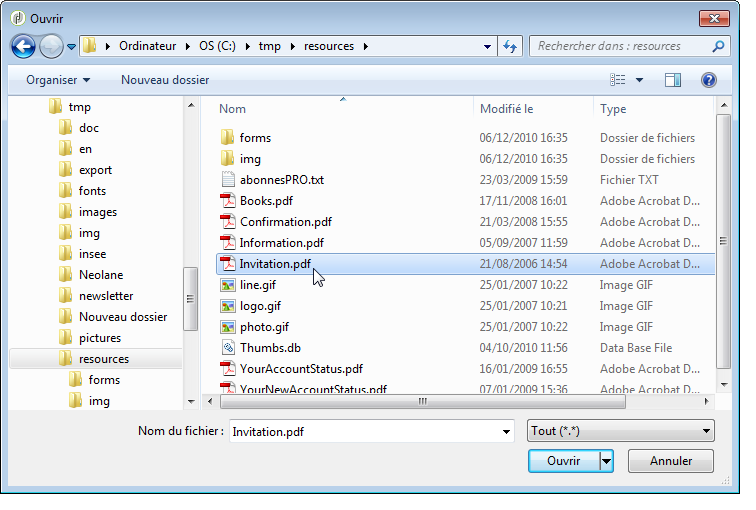 Ouvrir
Ordinateur OS (C:) tmp resources Rechercher dans : resources
Organiser Nouveau dossier
tmp
doc
en
export
fonts
images
img
insee
Neolane
newsletter
Nouveau dossier
pictures
resources
forms
img
Nom Modifié le Type
forms 06/12/2010 16:35 Dossier de fichiers
img 06/12/2010 16:35 Dossier de fichiers
abonnesPRO.txt 23/03/2009 15:59 Fichier TXT
Books.pdf 17/11/2008 16:01 Adobe Acrobat D...
Confirmation.pdf 21/03/2008 15:55 Adobe Acrobat D...
Information.pdf 05/09/2007 11:59 Adobe Acrobat D...
Invitation.pdf 21/08/2006 14:54 Adobe Acrobat D...
line.gif 25/01/2007 10:22 Image GIF
logo.gif 25/01/2007 10:21 Image GIF
photo.gif 25/01/2007 10:22 Image GIF
Thumbs.db 04/10/2010 11:56 Data Base File
YourAccountStatus.pdf 16/01/2009 16:55 Adobe Acrobat D...
YourNewAccountStatus.pdf 07/01/2009 15:36 Adobe Acrobat D...
Nom du fichier : Invitation.pdf Tout (*.*)
Ouvrir Annuler